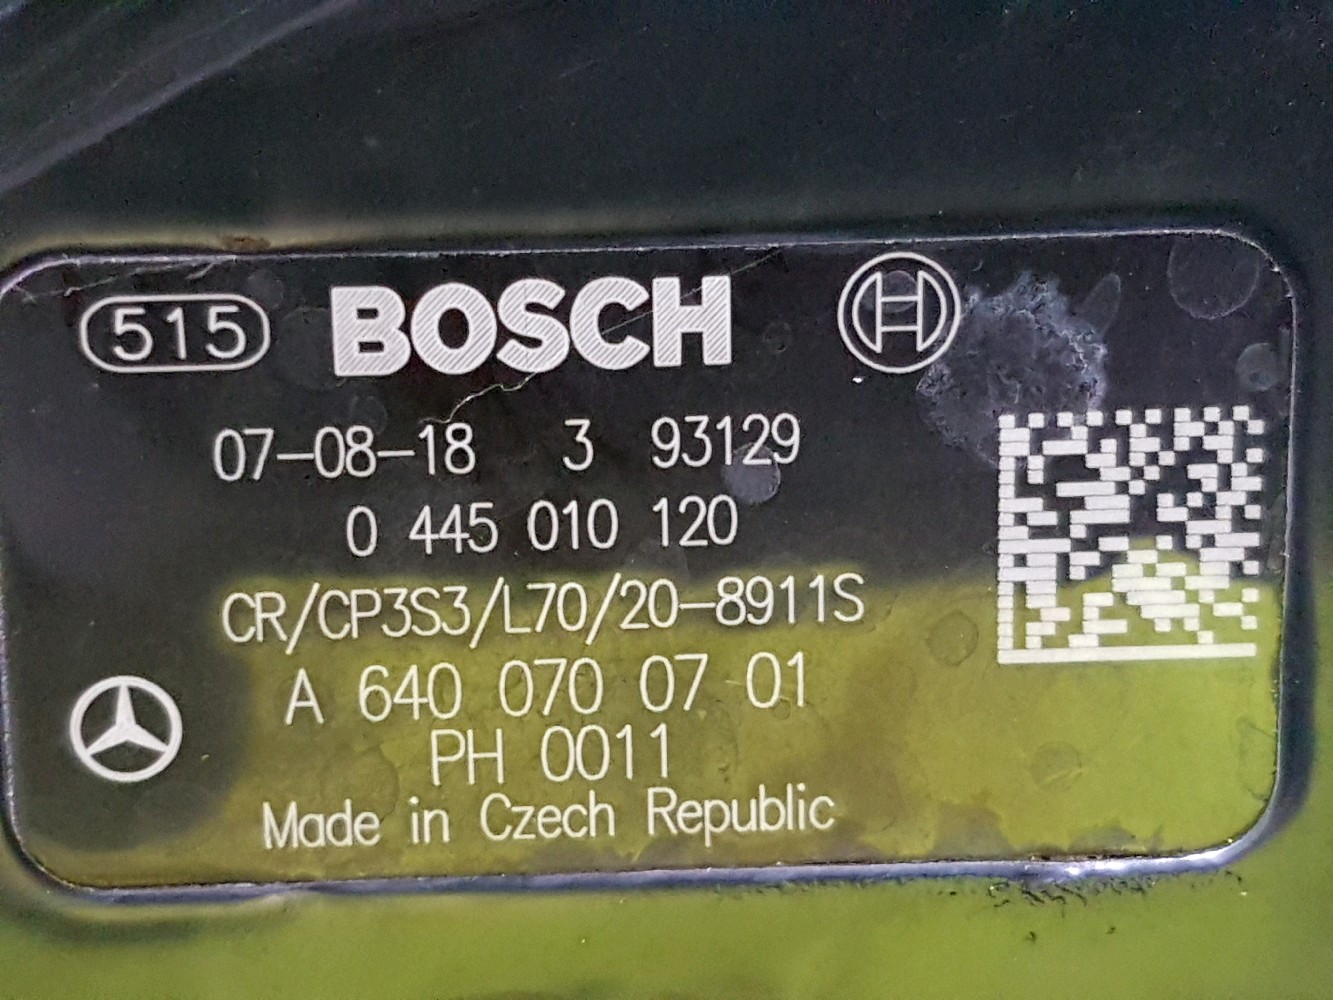 515 BOSCH
07-08-18 3 93129
0 445 010 120
CR/CP3S3/L70/20-8911S
A 640 070 07 01
PH 0011
Made in Czech Republic